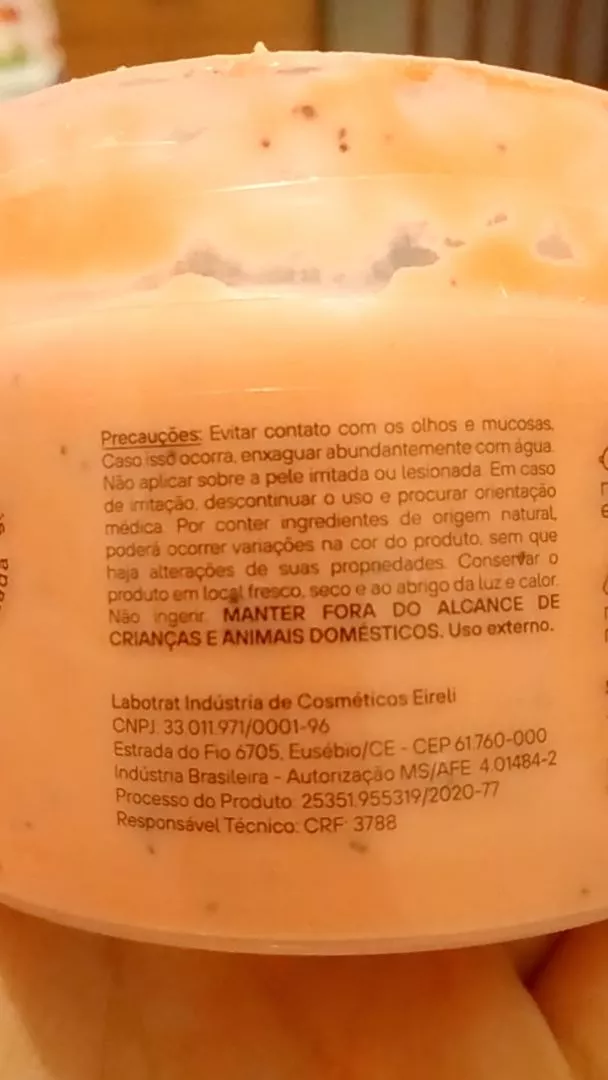 Precauções: Evitar contato com os olhos e mucosas.
Caso isso ocorra, enxaguar abundantemente com água.
Não aplicar sobre a pele irritada ou lesionada. Em caso
de irritação, descontinuar o uso e procurar orientação
médica. Por conter ingredientes de origem natural,
poderá ocorrer variações na cor do produto, sem que
haja alterações de suas propriedades. Conservar o
produto em local fresco, seco e ao abrigo da luz e calor.
Não ingerir. MANTER FORA DO ALCANCE DE
CRIANÇAS E ANIMAIS DOMÉSTICOS. Uso externo.
Labotrat Indústria de Cosméticos Eireli
CNPJ: 33.011.971/0001-96
Estrada do Fio 6705, Eusébio/CE - CEP 61.760-000
Indústria Brasileira - Autorização MS/AFE 4.01484-2
Processo do Produto: 25351.955319/2020-77
Responsável Técnico: CRF: 3788